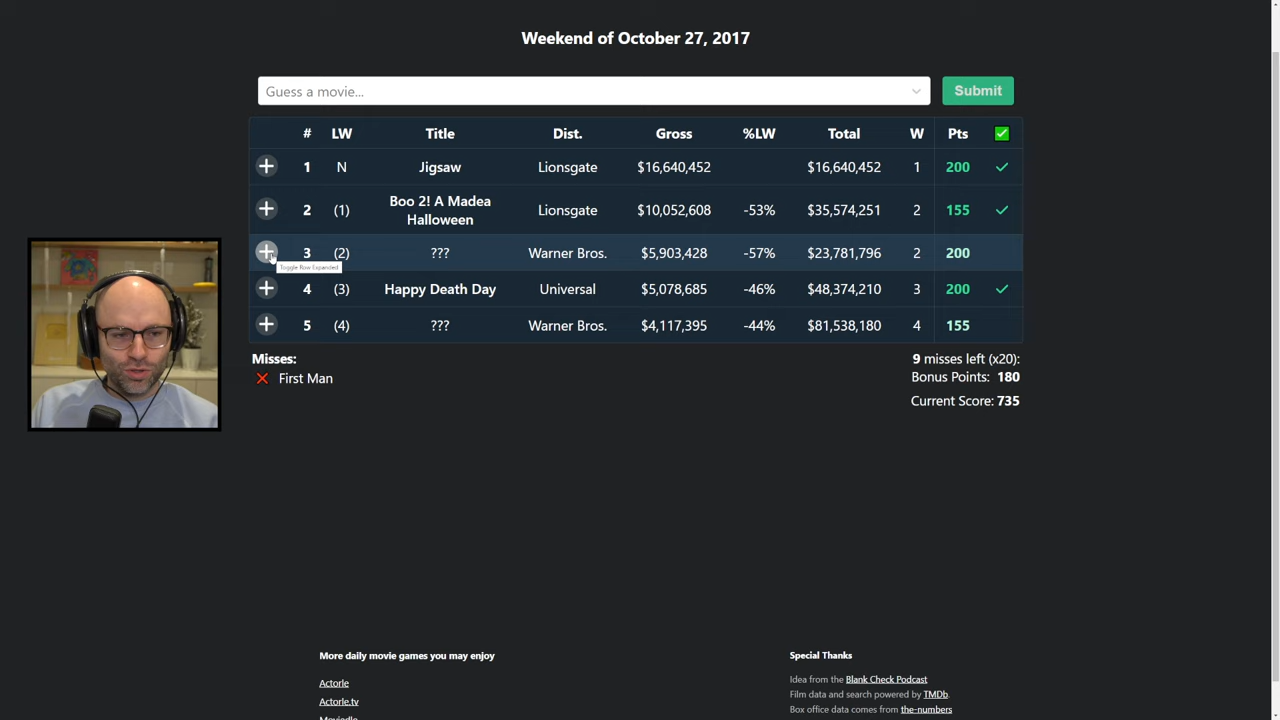 Weekend of October 27, 2017
Guess a movie... Submit
# LW Title Dist. Gross %LW Total W Pts ✅
1 N Jigsaw Lionsgate $16,640,452 $16,640,452 1 200 ✓
2 (1) Boo 2! A Madea Halloween Lionsgate $10,052,608 -53% $35,574,251 2 155 ✓
3 (2) ??? Warner Bros. $5,903,428 -57% $23,781,796 2 200
Toggle Row Expanded
4 (3) Happy Death Day Universal $5,078,685 -46% $48,374,210 3 200 ✓
5 (4) ??? Warner Bros. $4,117,395 -44% $81,538,180 4 155
Misses:
❌ First Man
9 misses left (x20):
Bonus Points: 180
Current Score: 735
More daily movie games you may enjoy
Actorle
Actorle.tv
Moviedle
Special Thanks
Idea from the Blank Check Podcast
Film data and search powered by TMDb.
Box office data comes from the-numbers